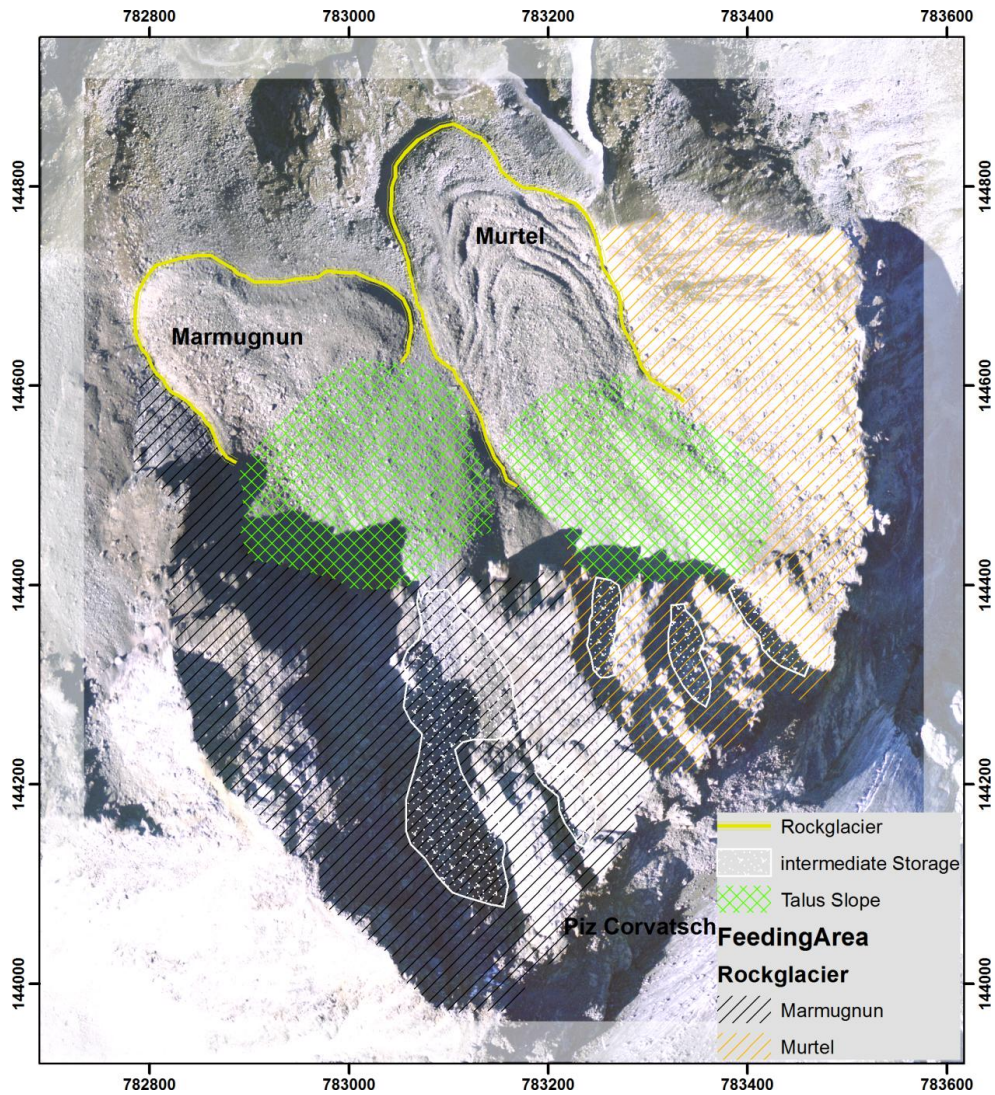 782800 783000 783200 783400 783600
144800 144800
Murtel
Marmugnun
144600 144600
144400 144400
144200 144200
Rockglacier
intermediate Storage
Talus Slope
Piz Corvatsch
FeedingArea
Rockglacier
144000 144000
Marmugnun
Murtel
782800 783000 783200 783400 783600